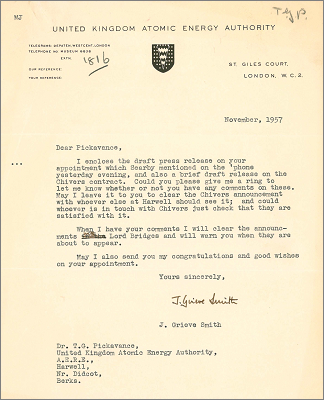 MJ
TGP.
UNITED KINGDOM ATOMIC ENERGY AUTHORITY
TELEGRAMS: AEPATEN, WESTCENT, LONDON
TELEPHONE NO: MUSEUM 6838
EXTN. 1816
OUR REFERENCE:
YOUR REFERENCE:
ST. GILES COURT,
LONDON, W.C.2.
November, 1957
Dear Pickavance,
I enclose the draft press release on your
appointment which Searby mentioned on the 'phone
yesterday evening, and also a brief draft release on the
Chivers contract. Could you please give me a ring to
let me know whether or not you have any comments on these.
May I leave it to you to clear the Chivers announcement
with whoever else at Harwell should see it; and could
whoever is in touch with Chivers just check that they are
satisfied with it.
When I have your comments I will clear the announce-
ments Lord Bridges and will warn you when they are
about to appear.
May I also send you my congratulations and good wishes
on your appointment.
Yours sincerely,
J. Grieve Smith
J. Grieve Smith
Dr. T.G. Pickavance,
United Kingdom Atomic Energy Authority,
A.E.R.E.,
Harwell,
Nr. Didcot,
Berks.